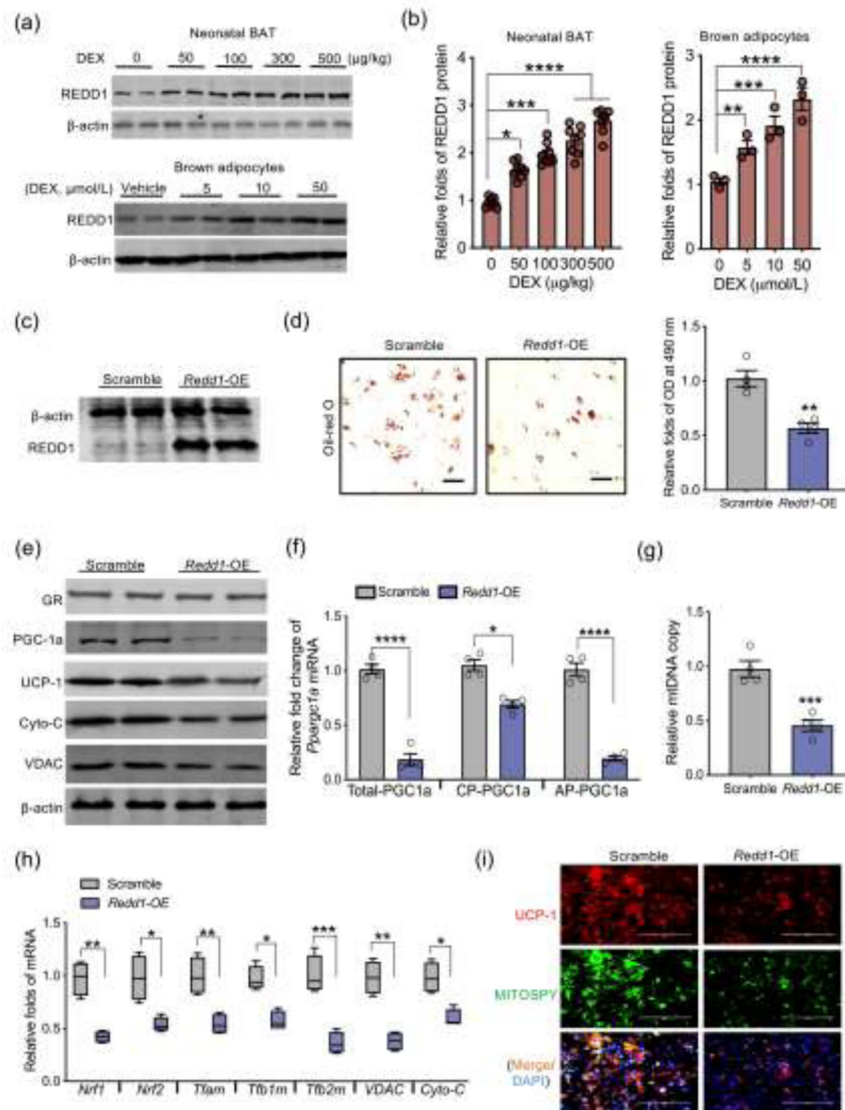 (a)
Neonatal BAT
DEX 0 50 100 300 500 (μg/kg)
REDD1
β-actin
*
Brown adipocytes
(DEX, μmol/L) Vehicle 5 10 50
REDD1
β-actin
(b)
Neonatal BAT
Relative folds of REDD1 protein
4
3
2
1
0
* *** ****
0 50 100 300 500
DEX (μg/kg)
Brown adipocytes
Relative folds of REDD1 protein
3
2
1
0
** *** ****
0 5 10 50
DEX (μmol/L)
(c)
Scramble Redd1-OE
β-actin
REDD1
(d)
Scramble Redd1-OE
Oil-red O
Relative folds of OD at 490 nm
1.5
1.0
0.5
0.0
**
Scramble Redd1-OE
(e)
Scramble Redd1-OE
GR
PGC-1a
UCP-1
Cyto-C
VDAC
β-actin
(f)
Scramble Redd1-OE
Relative fold change of
Ppargc1a mRNA
1.5
1.0
0.5
0.0
**** * ****
Total-PGC1a CP-PGC1a AP-PGC1a
(g)
Relative mtDNA copy
1.5
1.0
0.5
0.0
***
Scramble Redd1-OE
(h)
Scramble
Redd1-OE
Relative folds of mRNA
1.5
1.0
0.5
0.0
** * ** * *** ** *
Nrf1 Nrf2 Tfam Tfb1m Tfb2m VDAC Cyto-C
(i)
Scramble Redd1-OE
UCP-1
MITOSPY
(Merge/
DAPI)